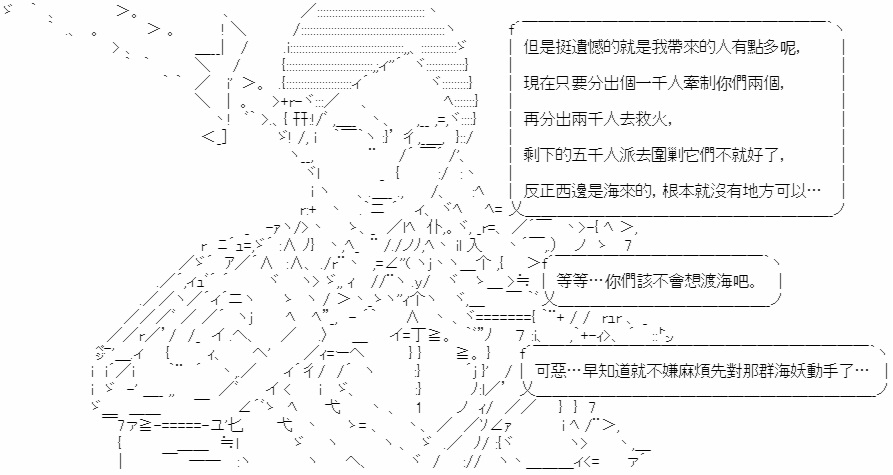 但是挺遺憾的就是我帶來的人有點多呢，
現在只要分出個一千人牽制你們兩個，
再分出兩千人去救火，
剩下的五千人派去圍剿它們不就好了，
反正西邊是海來的，根本就沒有地方可以…
等等…你們該不會想渡海吧。
可惡…早知道就不嫌麻煩先對那群海妖動手了…